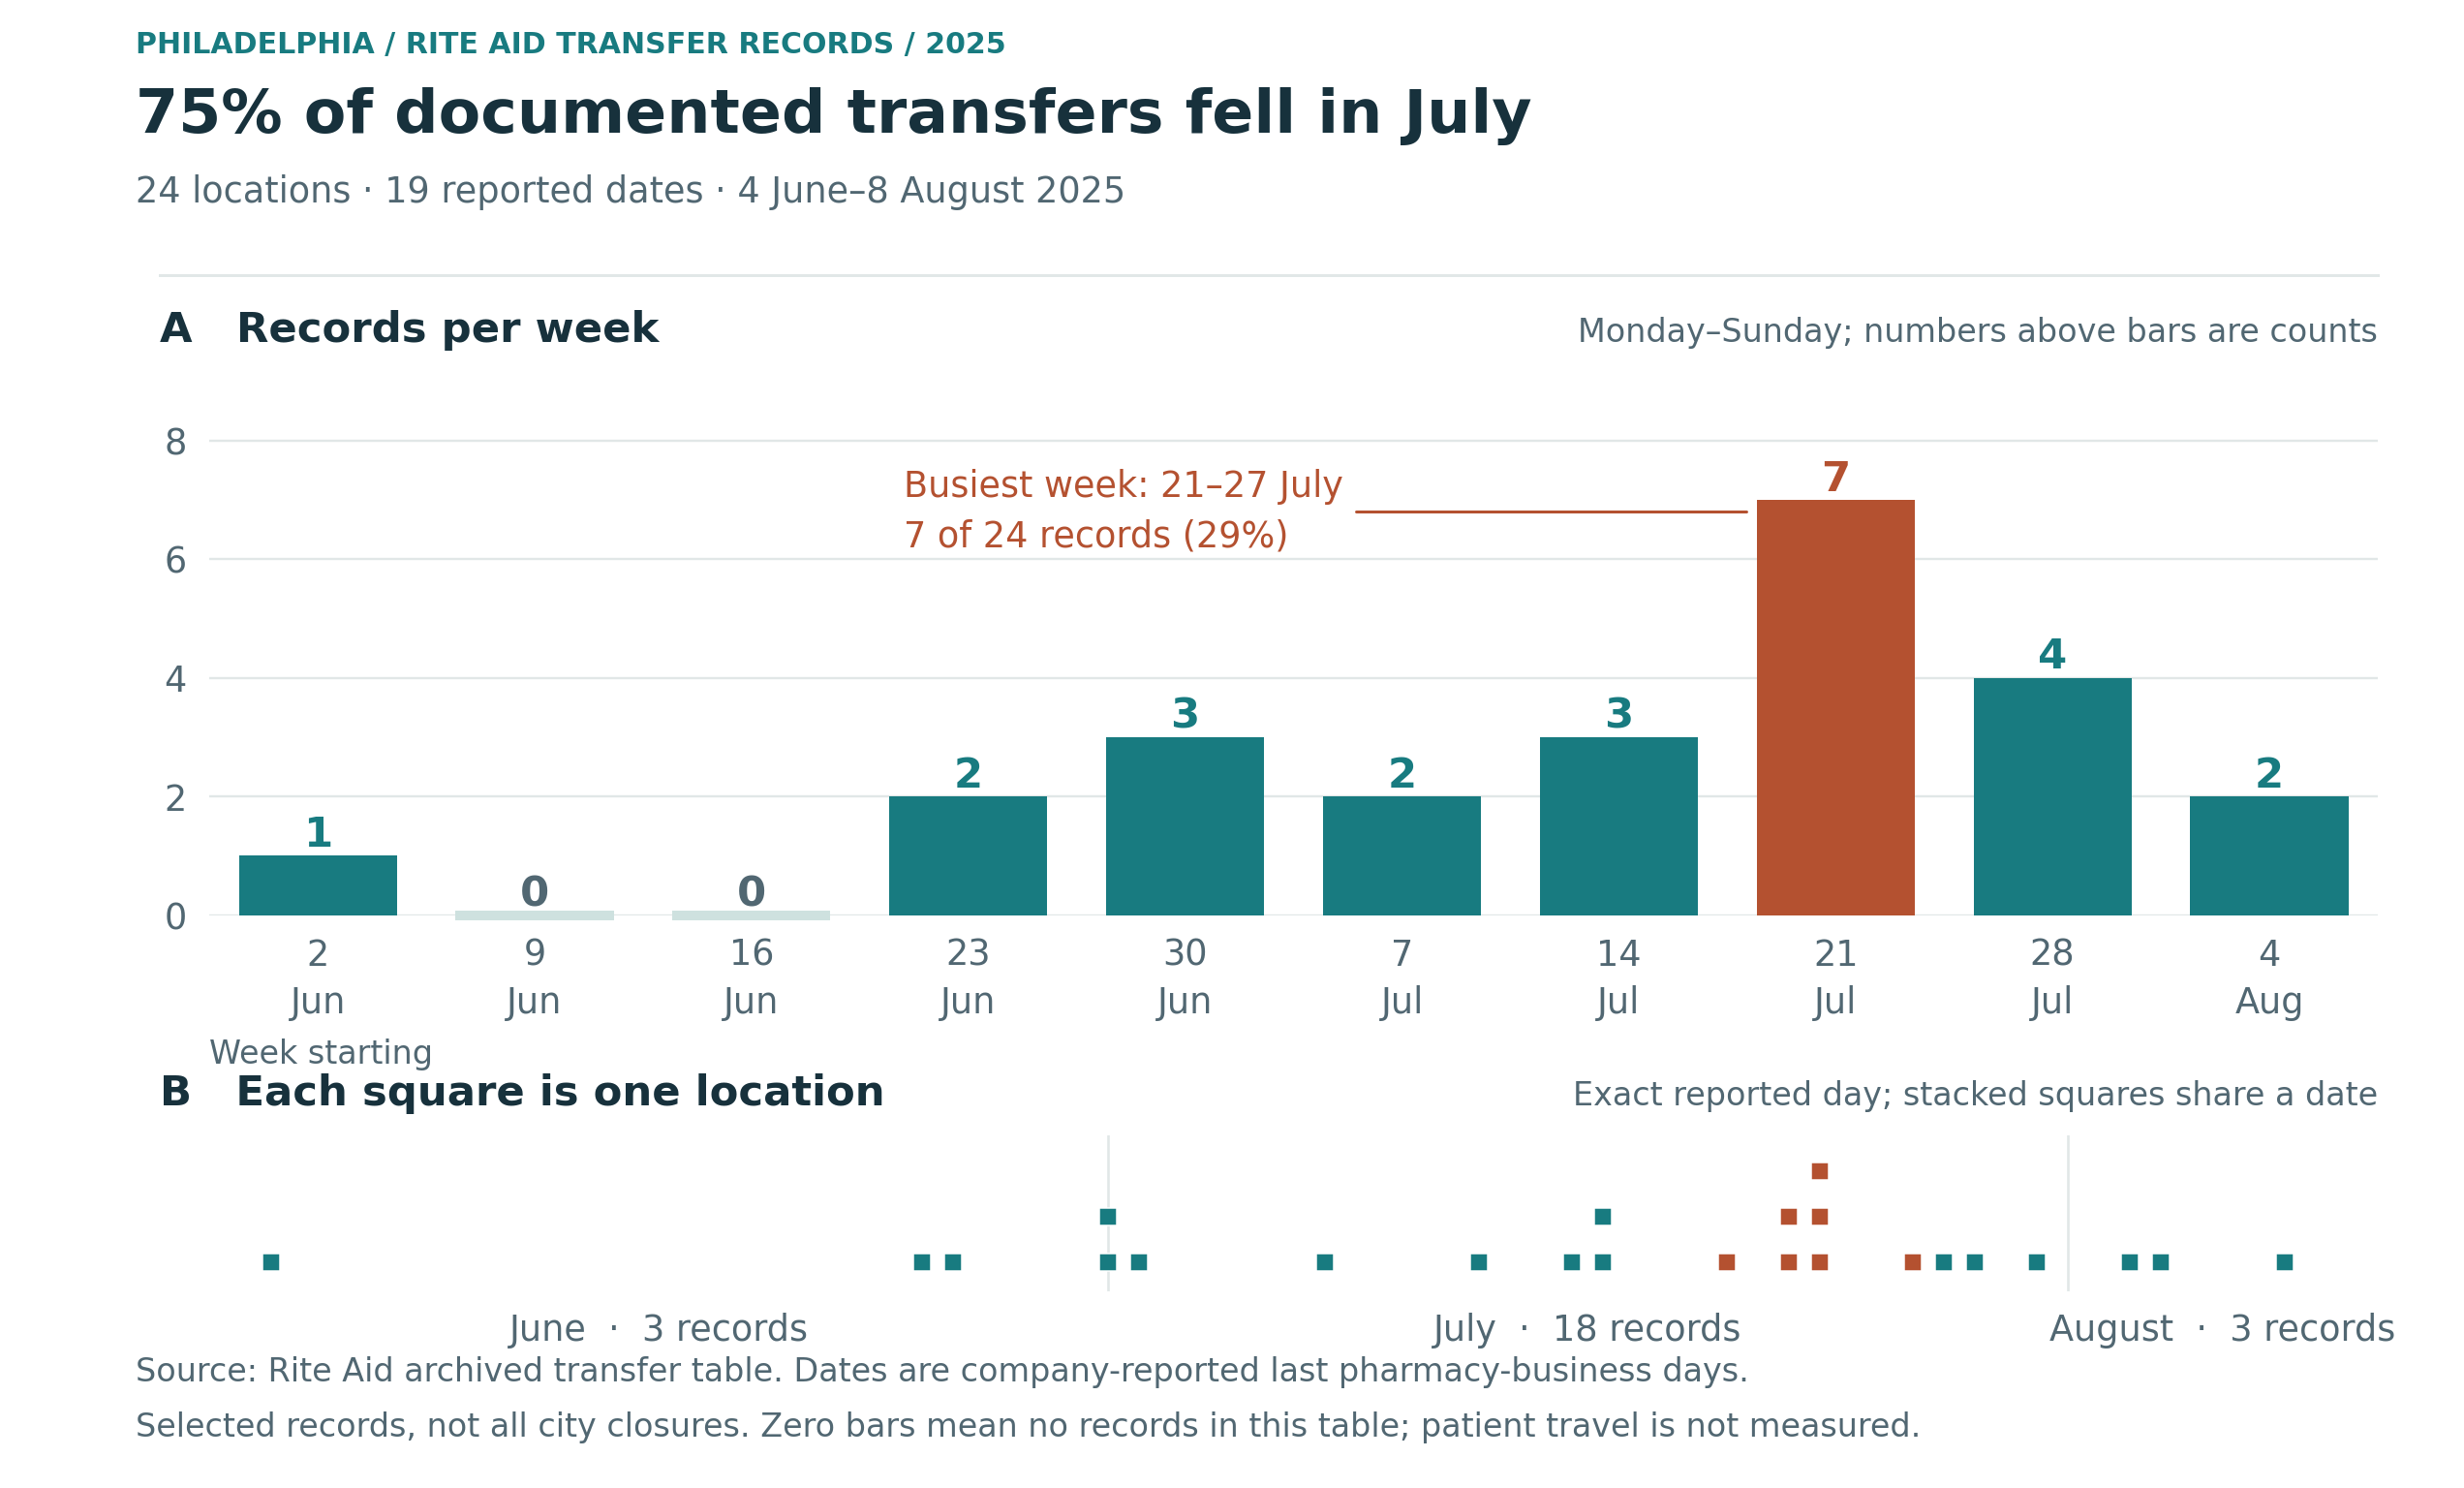 PHILADELPHIA / RITE AID TRANSFER RECORDS / 2025
75% of documented transfers fell in July
24 locations · 19 reported dates · 4 June–8 August 2025
A Records per week
Monday–Sunday; numbers above bars are counts
8
Busiest week: 21–27 July
7 of 24 records (29%)
7
6
4
4
3
3
2
2
2
2
1
0
0
0
2 Jun
9 Jun
16 Jun
23 Jun
30 Jun
7 Jul
14 Jul
21 Jul
28 Jul
4 Aug
Week starting
B Each square is one location
Exact reported day; stacked squares share a date
June · 3 records
July · 18 records
August · 3 records
Source: Rite Aid archived transfer table. Dates are company-reported last pharmacy-business days.
Selected records, not all city closures. Zero bars mean no records in this table; patient travel is not measured.